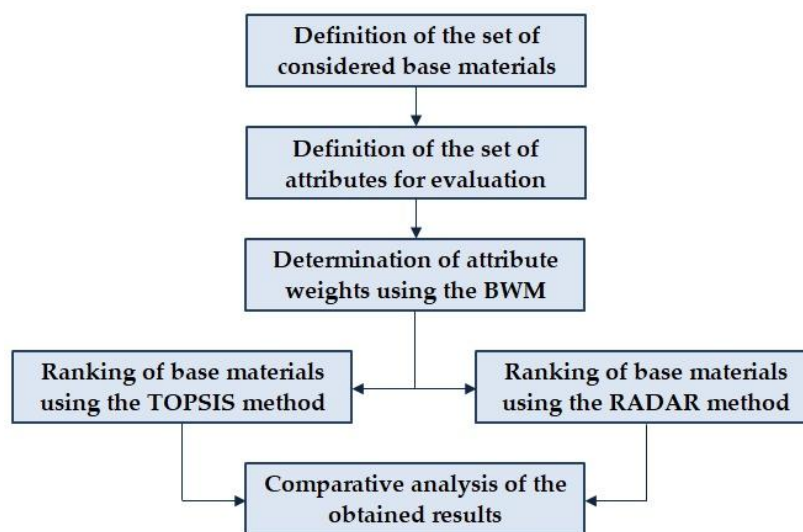 Definition of the set of
considered base materials
Definition of the set of
attributes for evaluation
Determination of attribute
weights using the BWM
Ranking of base materials
using the TOPSIS method
Ranking of base materials
using the RADAR method
Comparative analysis of the
obtained results